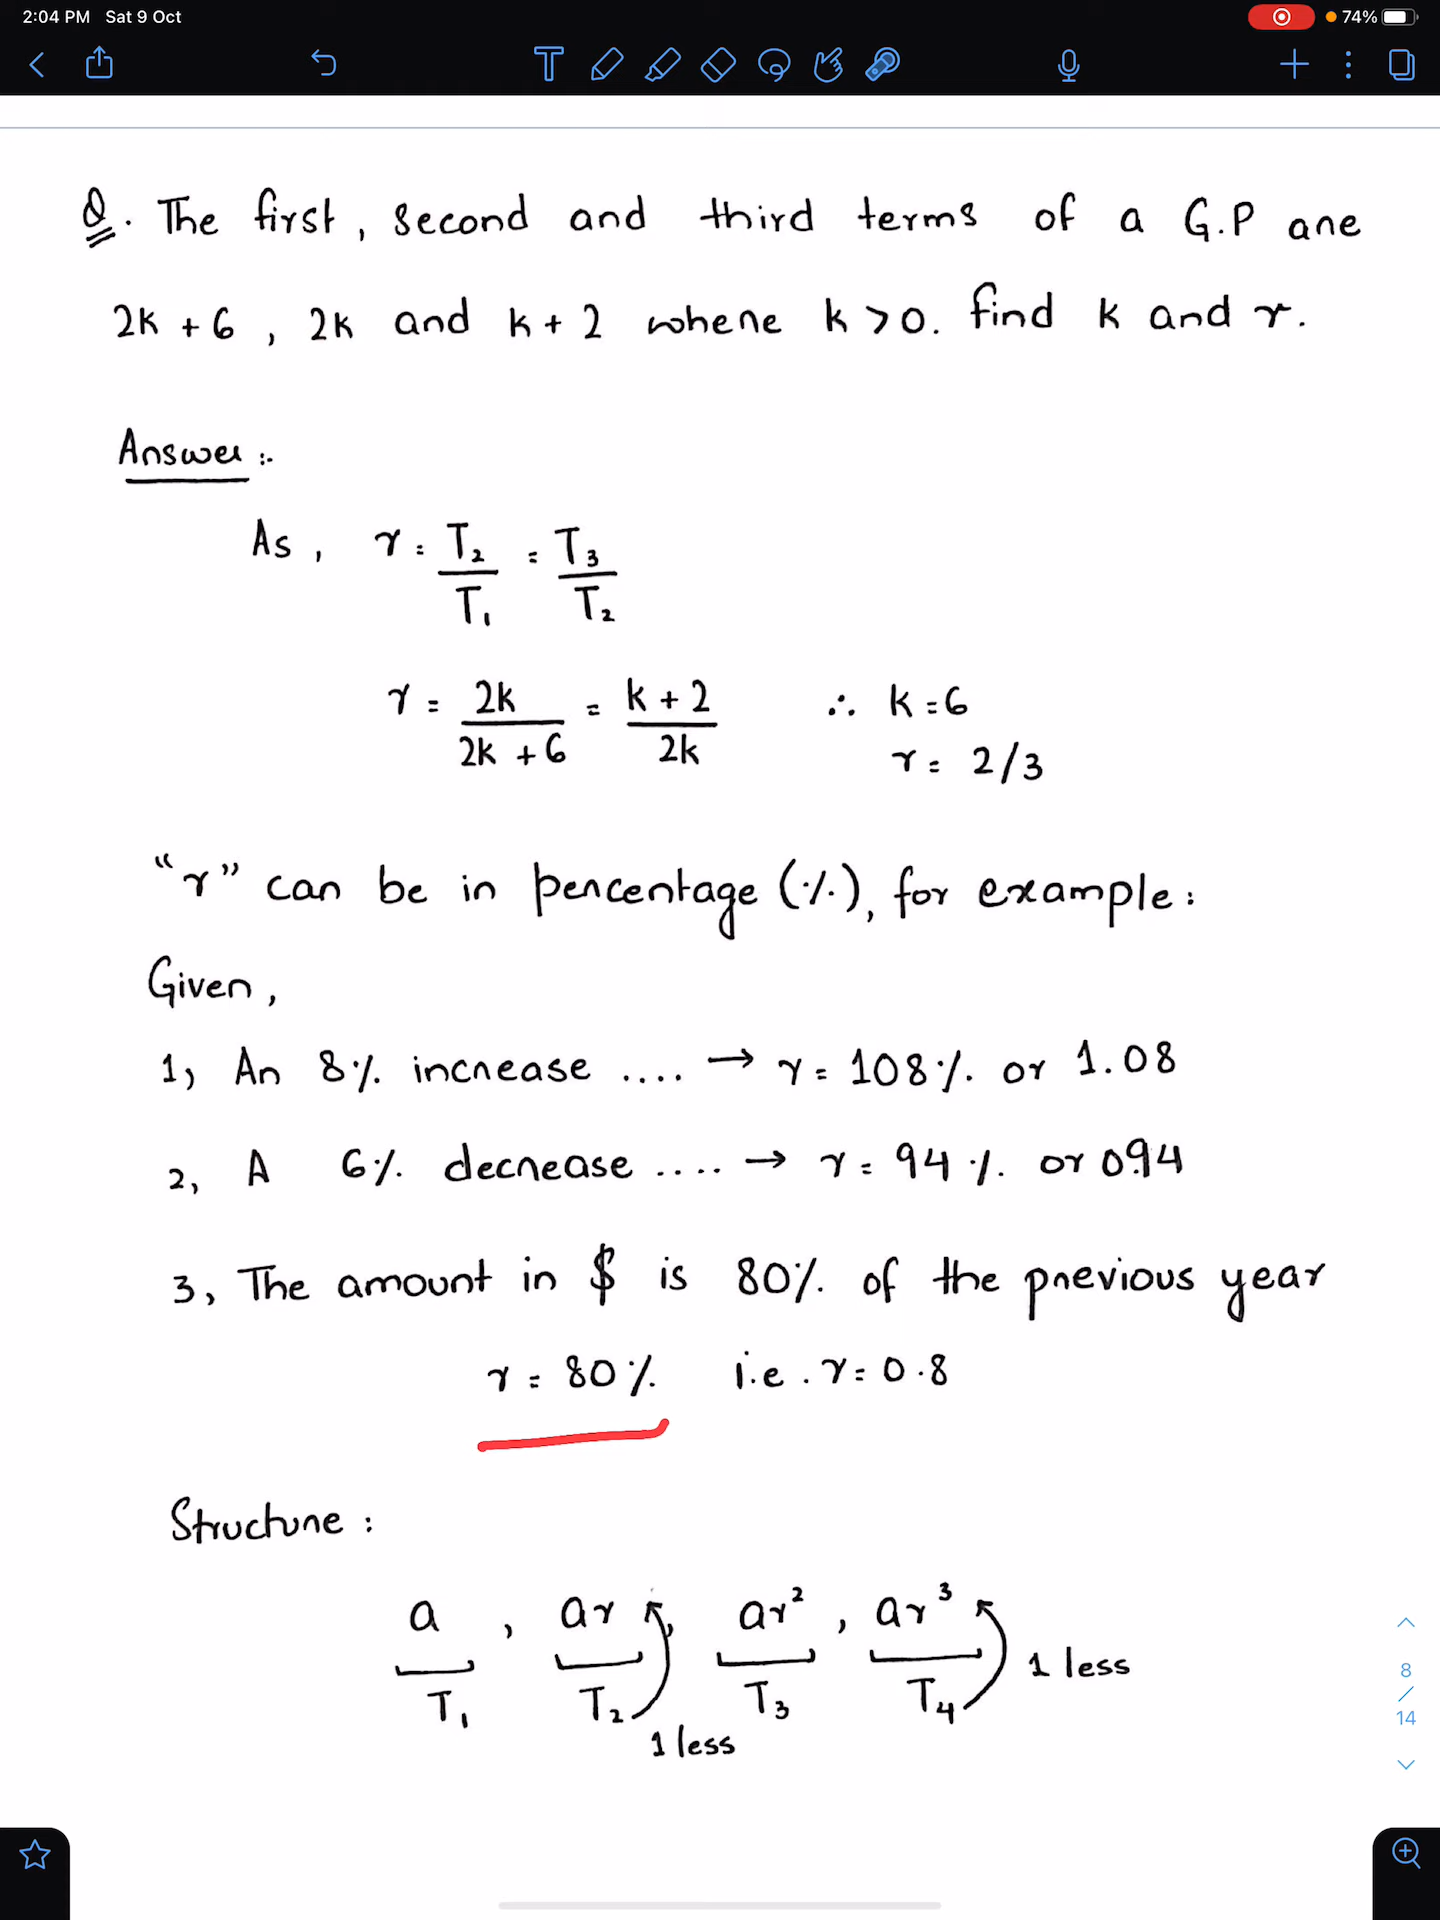 2:04 PM Sat 9 Oct
74%
Q. The first, second and third terms of a G.P are
2k + 6, 2k and k + 2 where k > 0. find k and r.
Answer :-
As, r = T₂/T₁ = T₃/T₂
r = 2k/(2k + 6) = (k + 2)/2k ∴ k = 6
r = 2/3
"r" can be in percentage (%), for example:
Given,
1, An 8% increase .... → r = 108% or 1.08
2, A 6% decrease .... → r = 94% or 0.94
3, The amount in $ is 80% of the previous year
r = 80% i.e. r = 0.8
Structure :
a, ar, ar², ar³
T₁ T₂ T₃ T₄ 1 less
1 less
8
/
14